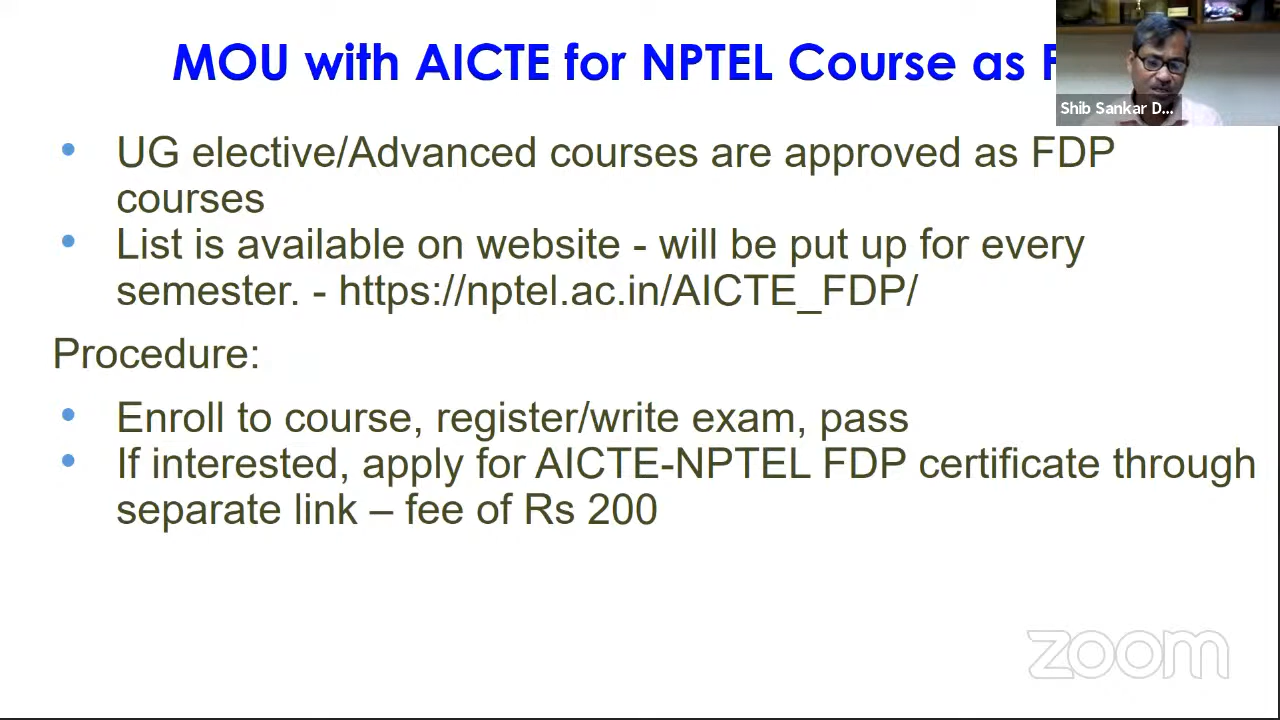 MOU with AICTE for NPTEL Course as
Shib Sankar D...
UG elective/Advanced courses are approved as FDP
courses
List is available on website - will be put up for every
semester. - https://nptel.ac.in/AICTE_FDP/
Procedure:
Enroll to course, register/write exam, pass
If interested, apply for AICTE-NPTEL FDP certificate through
separate link – fee of Rs 200
zoom